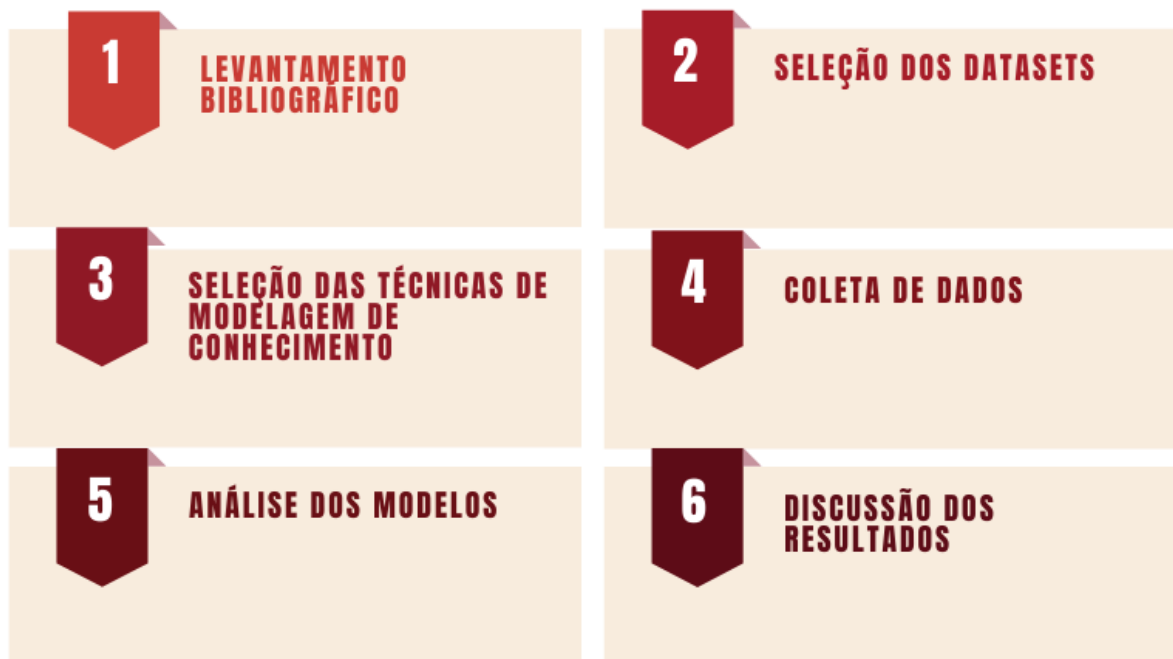 1
LEVANTAMENTO
BIBLIOGRÁFICO
2
SELEÇÃO DOS DATASETS
3
SELEÇÃO DAS TÉCNICAS DE
MODELAGEM DE
CONHECIMENTO
4
COLETA DE DADOS
5
ANÁLISE DOS MODELOS
6
DISCUSSÃO DOS
RESULTADOS